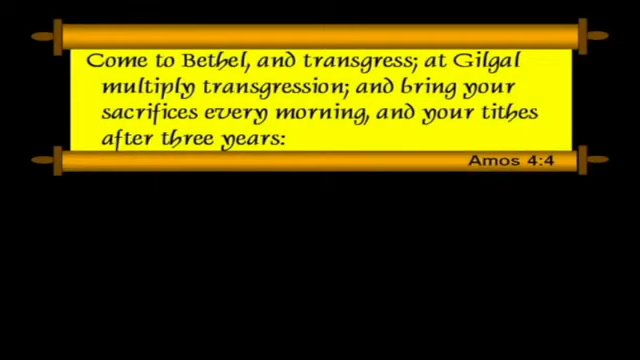 Come to Bethel, and transgress; at Gilgal
multiply transgression; and bring your
sacrifices every morning, and your tithes
after three years:
Amos 4:4